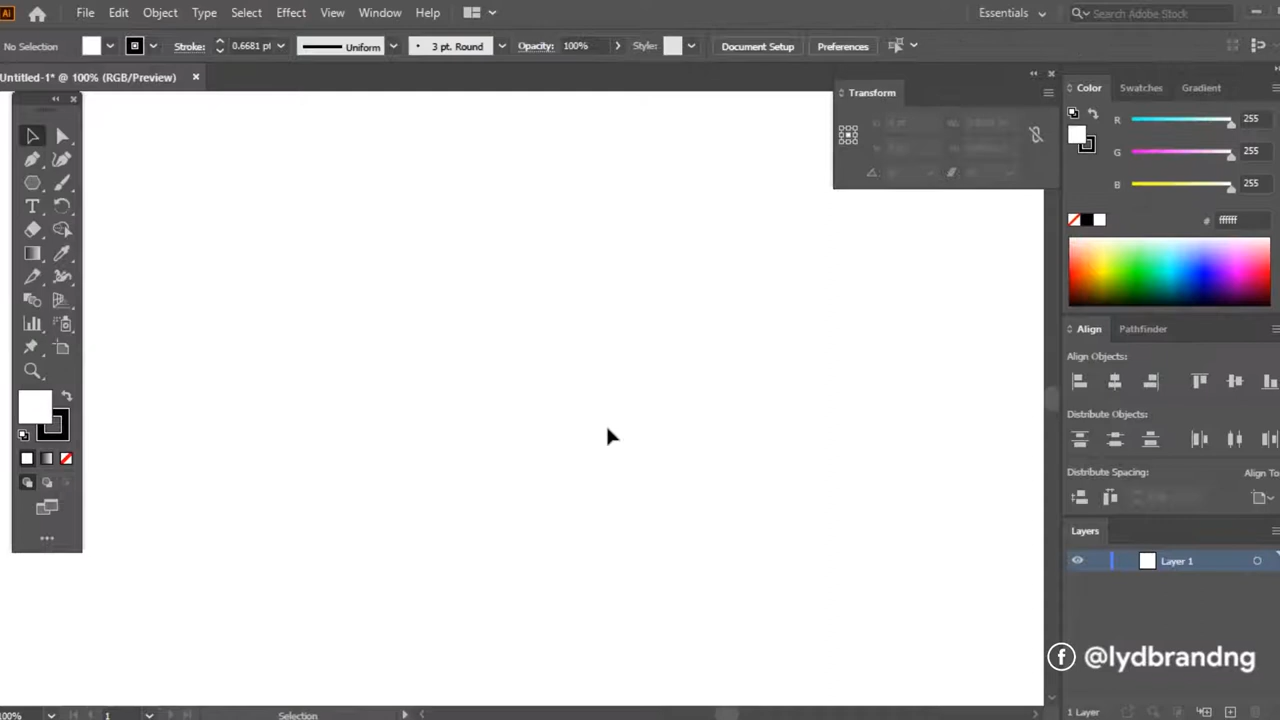 Ai File Edit Object Type Select Effect View Window Help Essentials Search Adobe Stock
No Selection Stroke: 0.6681 pt Uniform 3 pt. Round Opacity: 100% Style: Document Setup Preferences
Untitled-1* @ 100% (RGB/Preview) ×
Transform
Color Swatches Gradient
R 255
G 255
B 255
# ffffff
Align Pathfinder
Align Objects:
Distribute Objects:
Distribute Spacing: Align To
Layers
Layer 1
@lydbrandng
100% 1 Selection 1 Layer